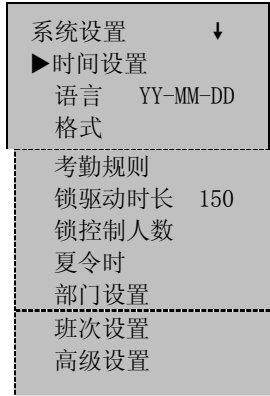 系统设置 ↓
▶时间设置
语言 YY-MM-DD
格式
考勤规则
锁驱动时长 150
锁控制人数
夏令时
部门设置
班次设置
高级设置